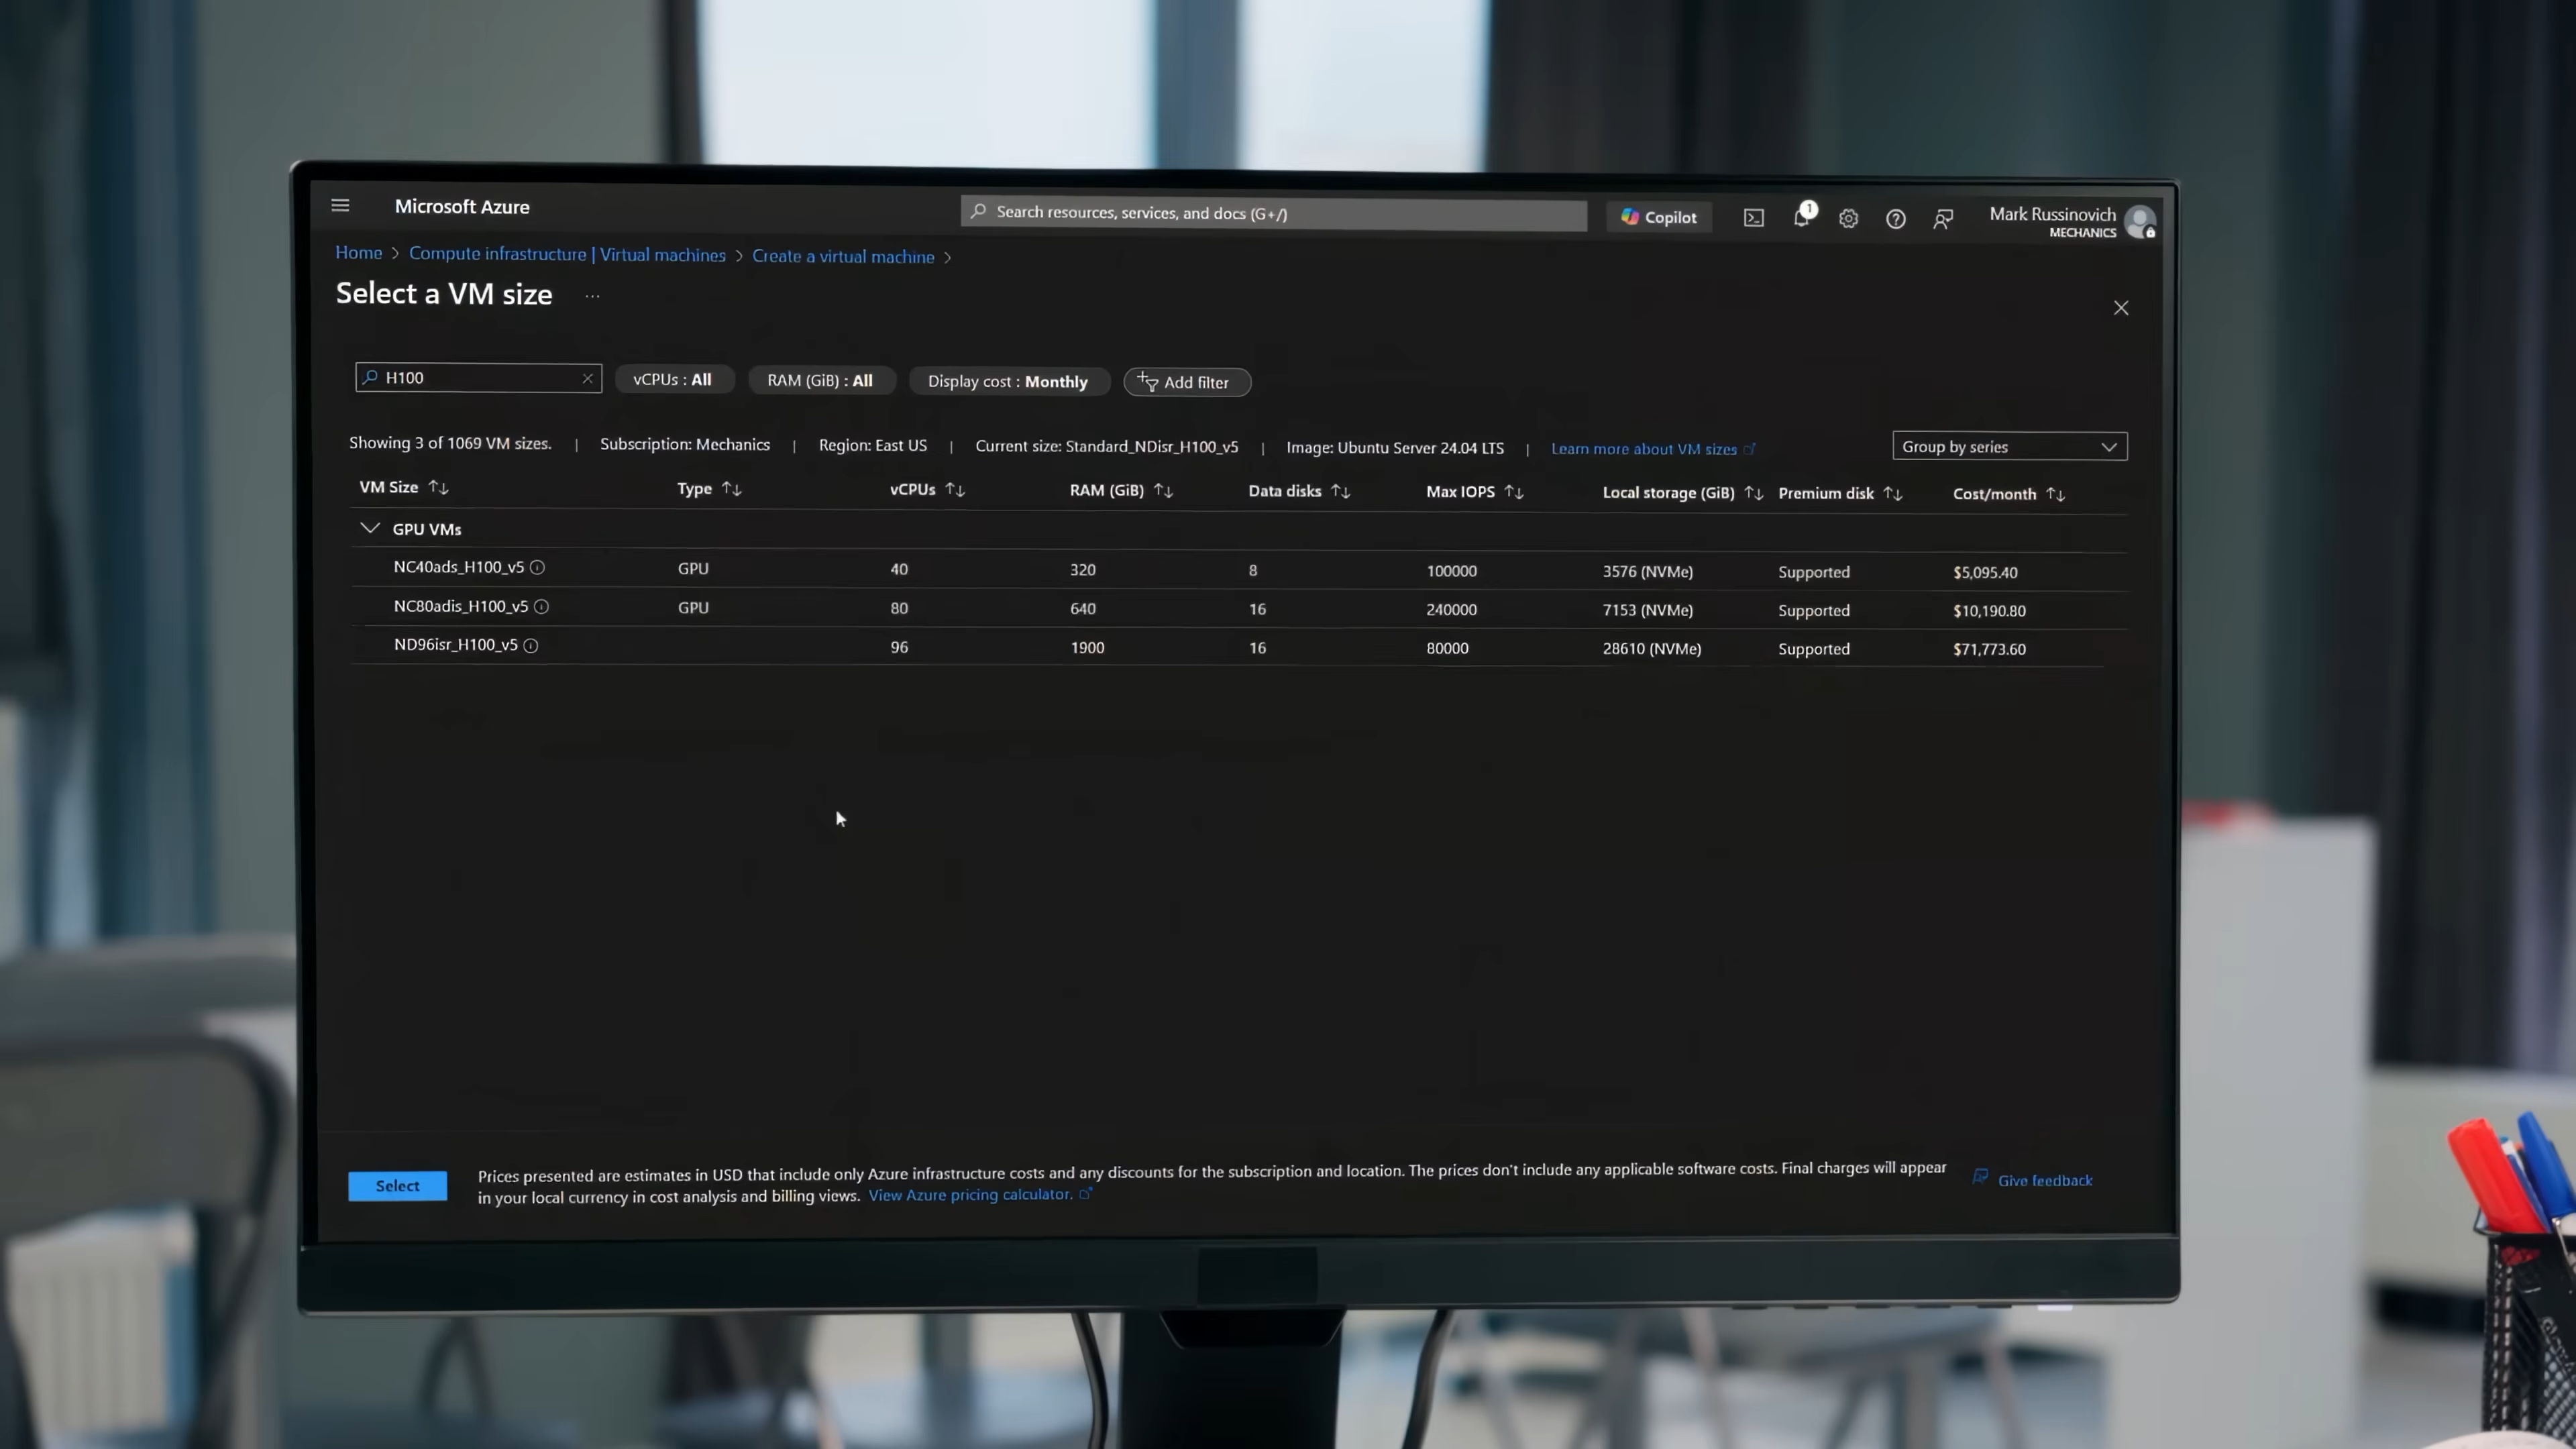 Microsoft Azure
Search resources, services, and docs (G+/)
Copilot
1
Mark Russinovich
MECHANICS
Home > Compute infrastructure | Virtual machines > Create a virtual machine >
Select a VM size ...
H100
vCPUs : All
RAM (GiB) : All
Display cost : Monthly
Add filter
Showing 3 of 1069 VM sizes. | Subscription: Mechanics | Region: East US | Current size: Standard_NDisr_H100_v5 | Image: Ubuntu Server 24.04 LTS | Learn more about VM sizes
Group by series
VM Size Type vCPUs RAM (GiB) Data disks Max IOPS Local storage (GiB) Premium disk Cost/month
GPU VMs
NC40ads_H100_v5 GPU 40 320 8 100000 3576 (NVMe) Supported $5,095.40
NC80adis_H100_v5 GPU 80 640 16 240000 7153 (NVMe) Supported $10,190.80
ND96isr_H100_v5 96 1900 16 80000 28610 (NVMe) Supported $71,773.60
Select
Prices presented are estimates in USD that include only Azure infrastructure costs and any discounts for the subscription and location. The prices don't include any applicable software costs. Final charges will appear
in your local currency in cost analysis and billing views. View Azure pricing calculator.
Give feedback